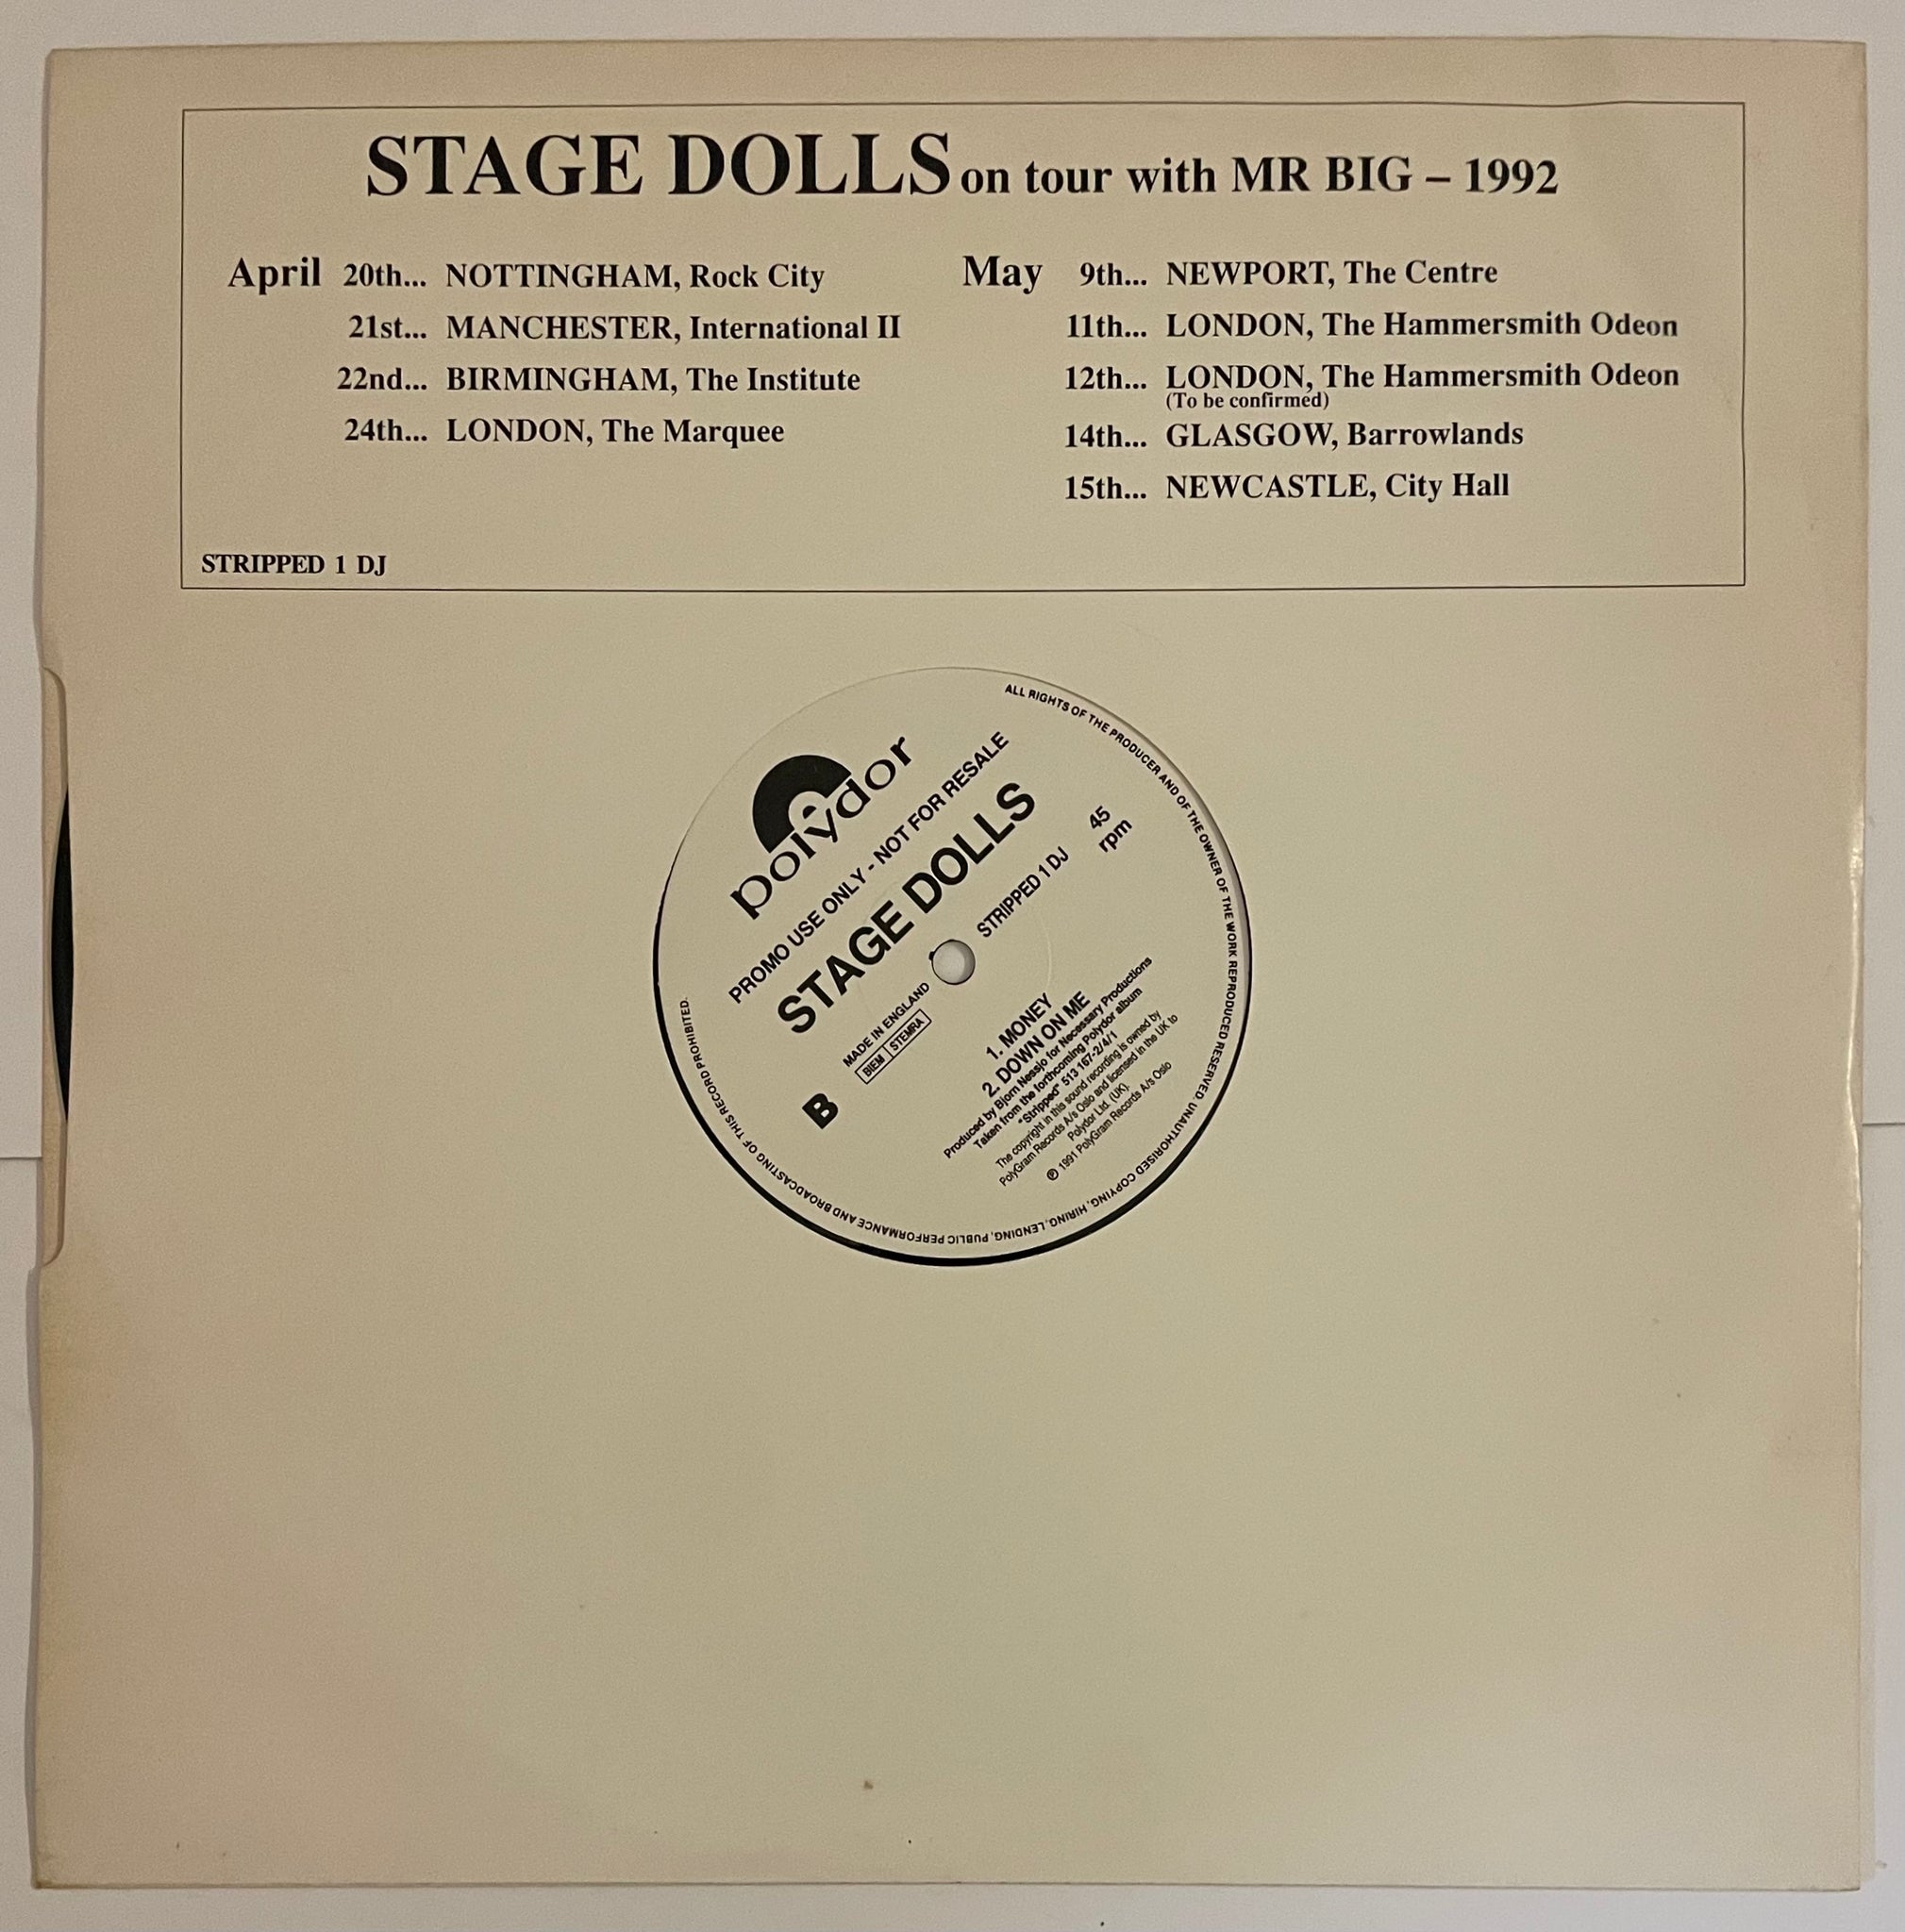 STAGE DOLLS on tour with MR BIG – 1992
April 20th... NOTTINGHAM, Rock City
21st... MANCHESTER, International II
22nd... BIRMINGHAM, The Institute
24th... LONDON, The Marquee
May 9th... NEWPORT, The Centre
11th... LONDON, The Hammersmith Odeon
12th... LONDON, The Hammersmith Odeon
(To be confirmed)
14th... GLASGOW, Barrowlands
15th... NEWCASTLE, City Hall
STRIPPED 1 DJ
polydor
PROMO USE ONLY - NOT FOR RESALE
STAGE DOLLS
45
rpm
STRIPPED 1 DJ
MADE IN ENGLAND
BIEM STEMRA
B
1. MONEY
2. DOWN ON ME
Produced by Bjorn Nessjo for Necessary Productions
Taken from the forthcoming Polydor album
"Stripped" 513 167-2/4/1
The copyright in this sound recording is owned by
PolyGram Records A/s Oslo and licensed in the UK to
Polydor Ltd. (UK).
℗ 1991 PolyGram Records A/s Oslo
ALL RIGHTS OF THE PRODUCER AND OF THE OWNER OF THE WORK REPRODUCED RESERVED. UNAUTHORISED COPYING, HIRING, LENDING, PUBLIC PERFORMANCE AND BROADCASTING OF THIS RECORD PROHIBITED.